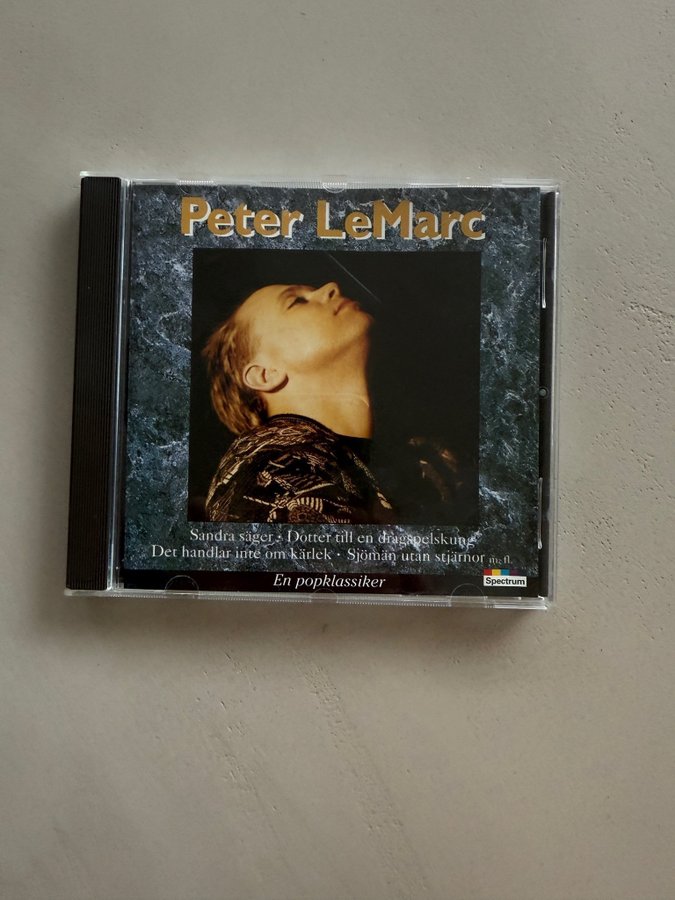 Peter LeMarc
Sandra säger · Dotter till en dragspelskung
Det handlar inte om kärlek · Sjömän utan stjärnor m. fl.
En popklassiker
Spectrum